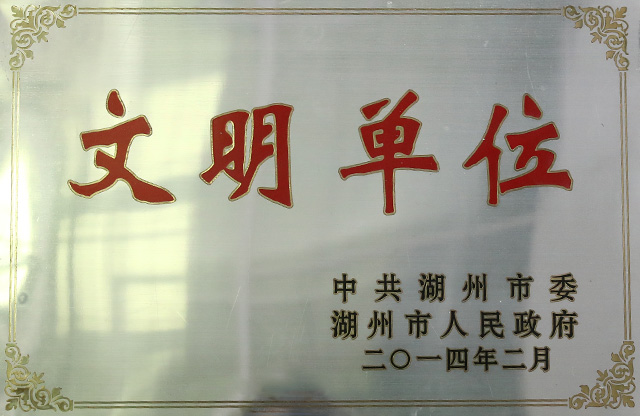 文明单位
中共湖州市委
湖州市人民政府
二〇一四年二月